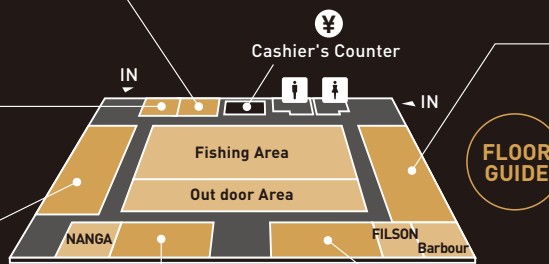 ¥
Cashier's Counter
IN
IN
Fishing Area
Out door Area
FLOOR
GUIDE
NANGA
FILSON
Barbour